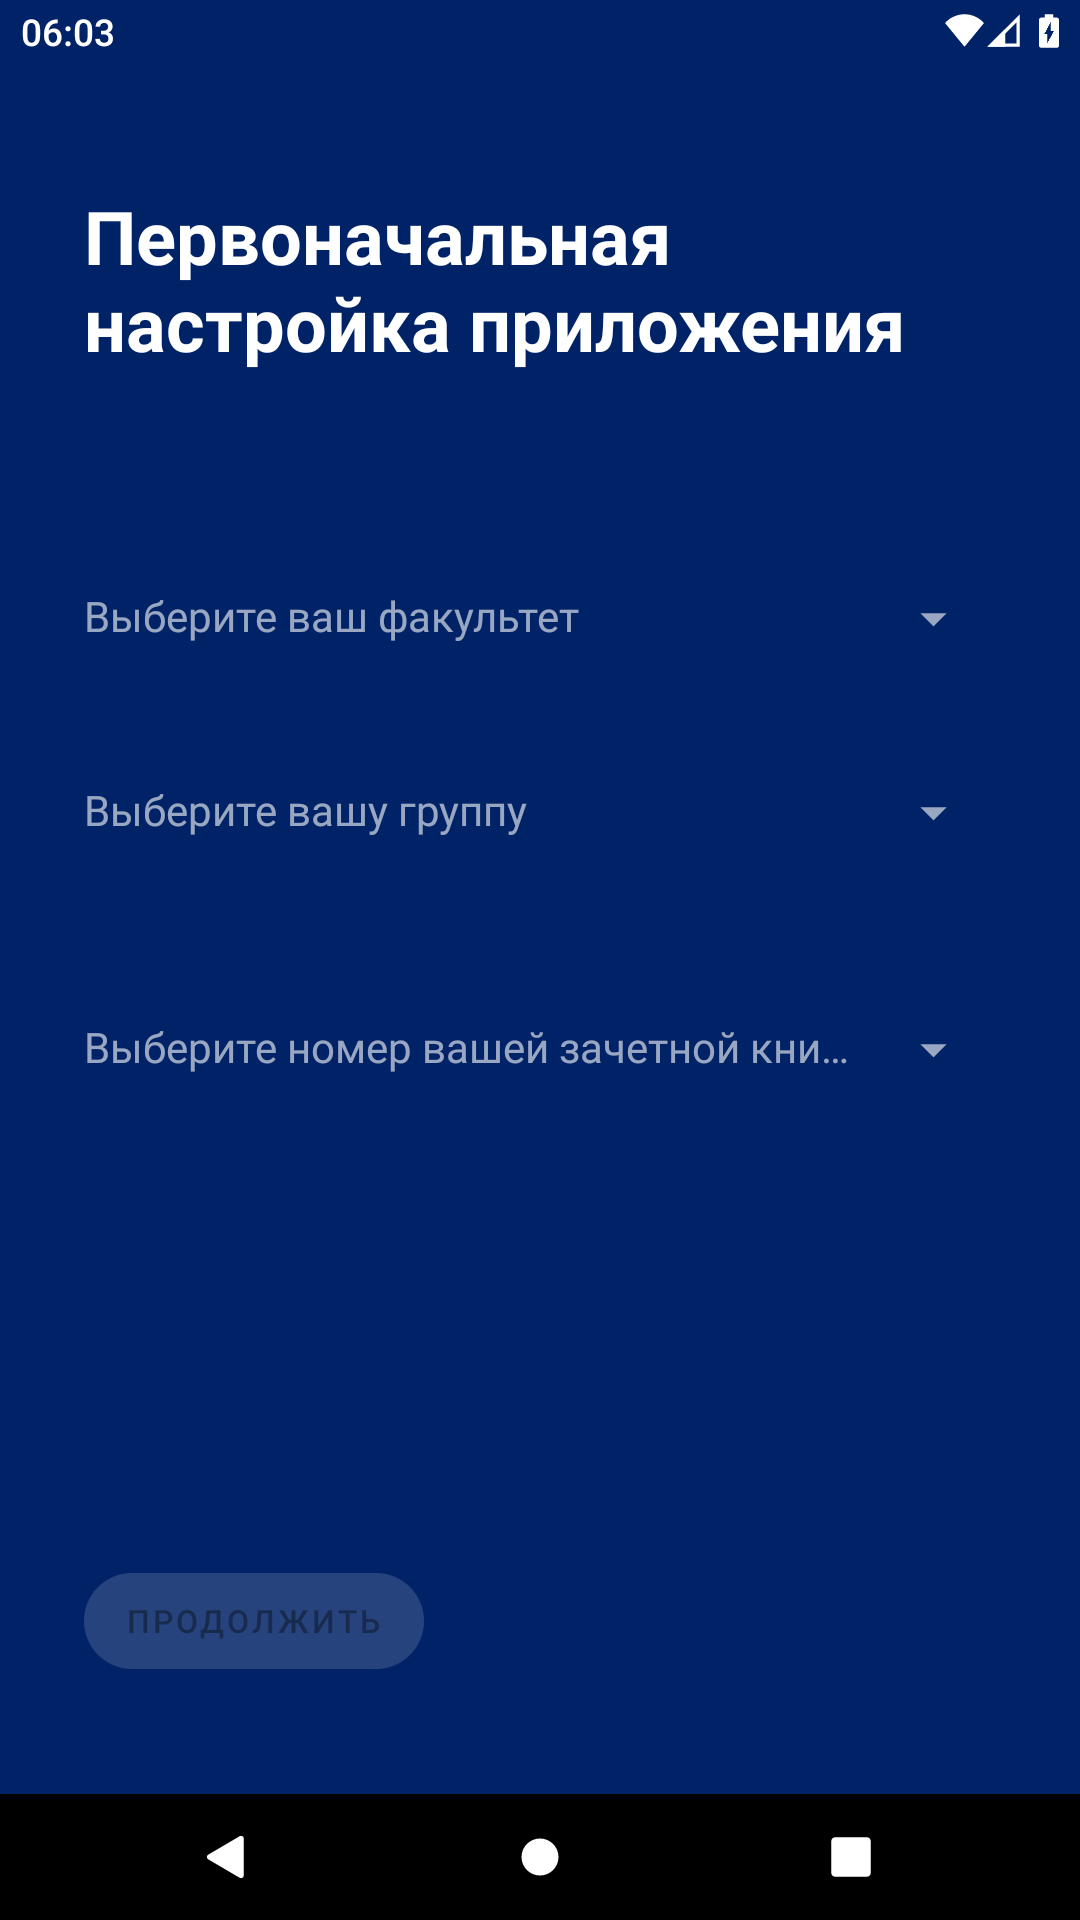 06:03
Первоначальная
настройка приложения
Выберите ваш факультет
Выберите вашу группу
Выберите номер вашей зачетной кни...
ПРОДОЛЖИТЬ